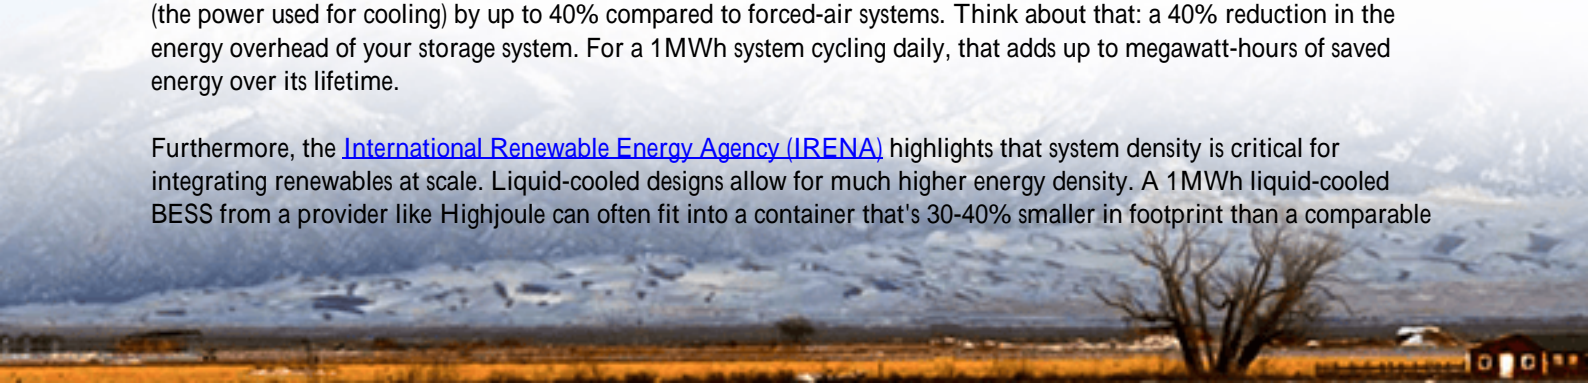 (the power used for cooling) by up to 40% compared to forced-air systems. Think about that: a 40% reduction in the
energy overhead of your storage system. For a 1MWh system cycling daily, that adds up to megawatt-hours of saved
energy over its lifetime.
Furthermore, the International Renewable Energy Agency (IRENA) highlights that system density is critical for
integrating renewables at scale. Liquid-cooled designs allow for much higher energy density. A 1MWh liquid-cooled
BESS from a provider like Highjoule can often fit into a container that's 30-40% smaller in footprint than a comparable